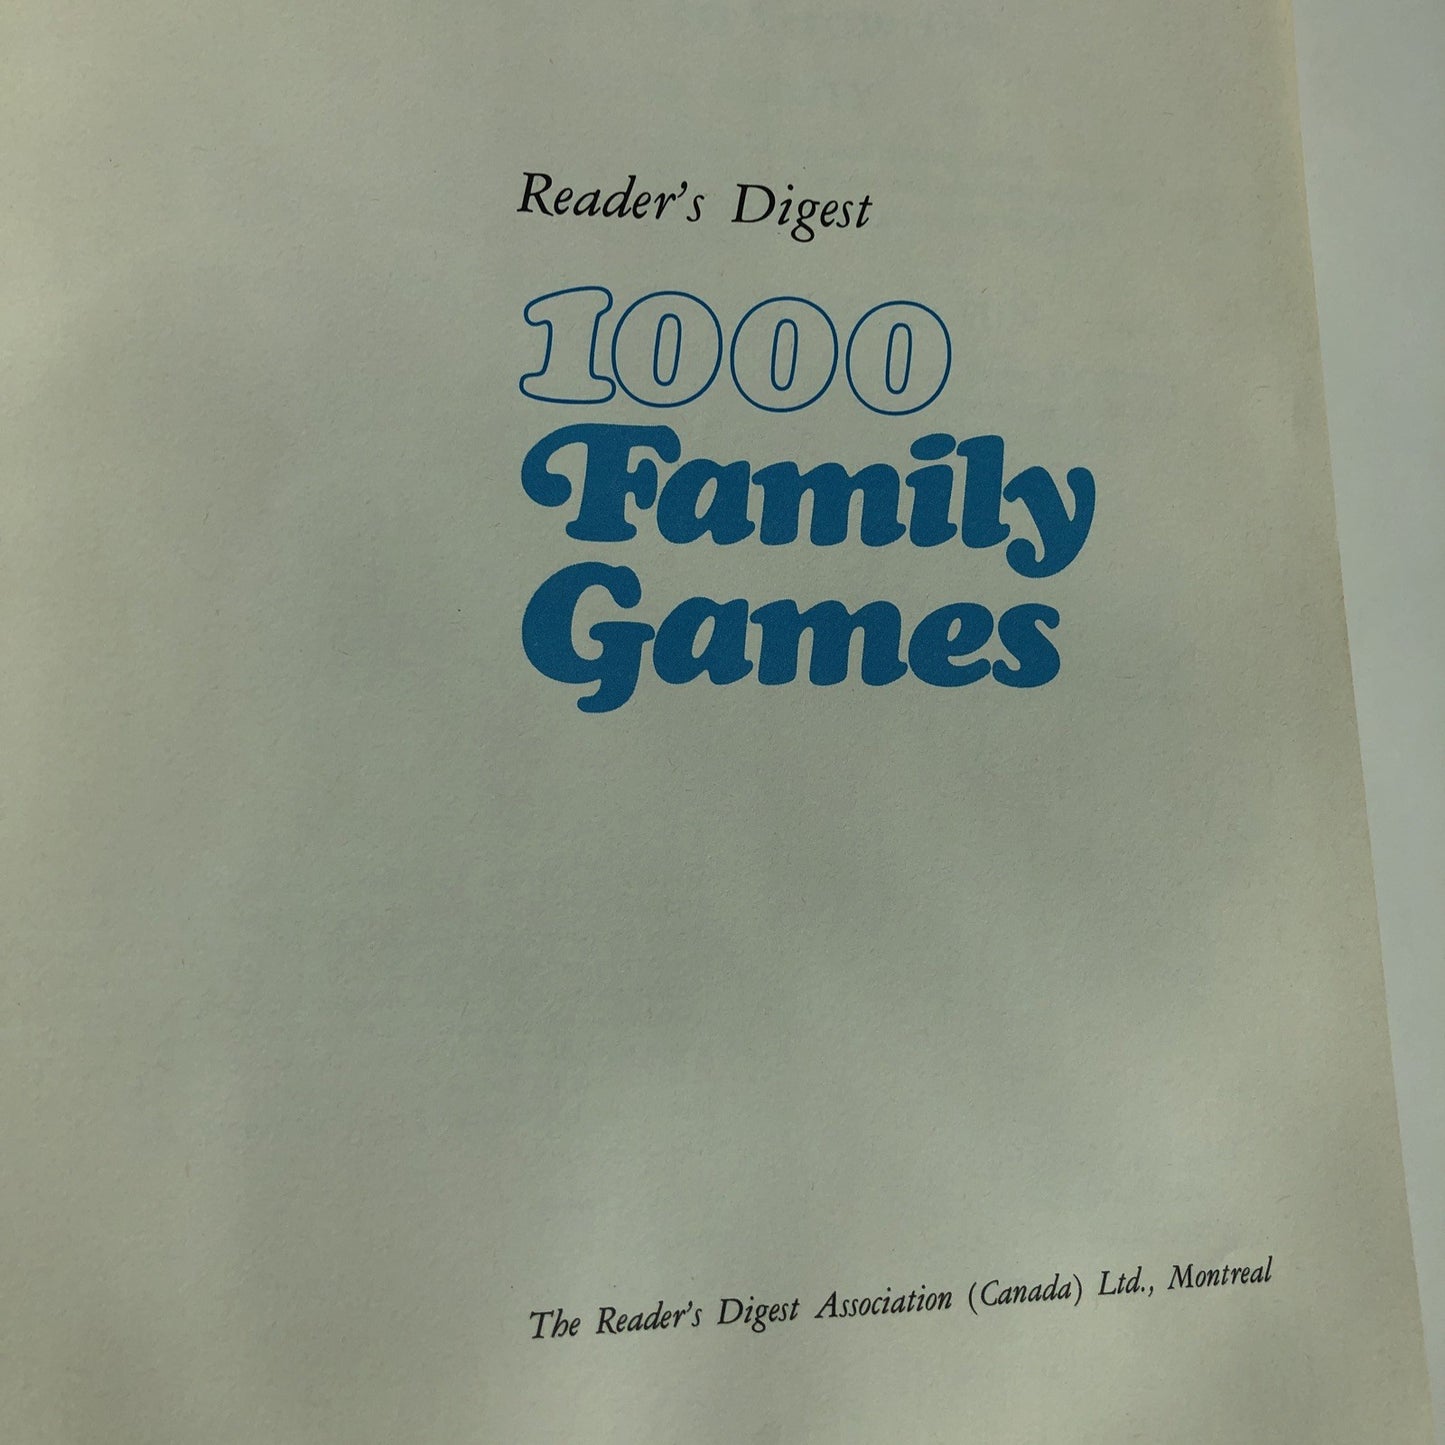 Reader's Digest
1000
Family
Games
The Reader's Digest Association (Canada) Ltd., Montreal